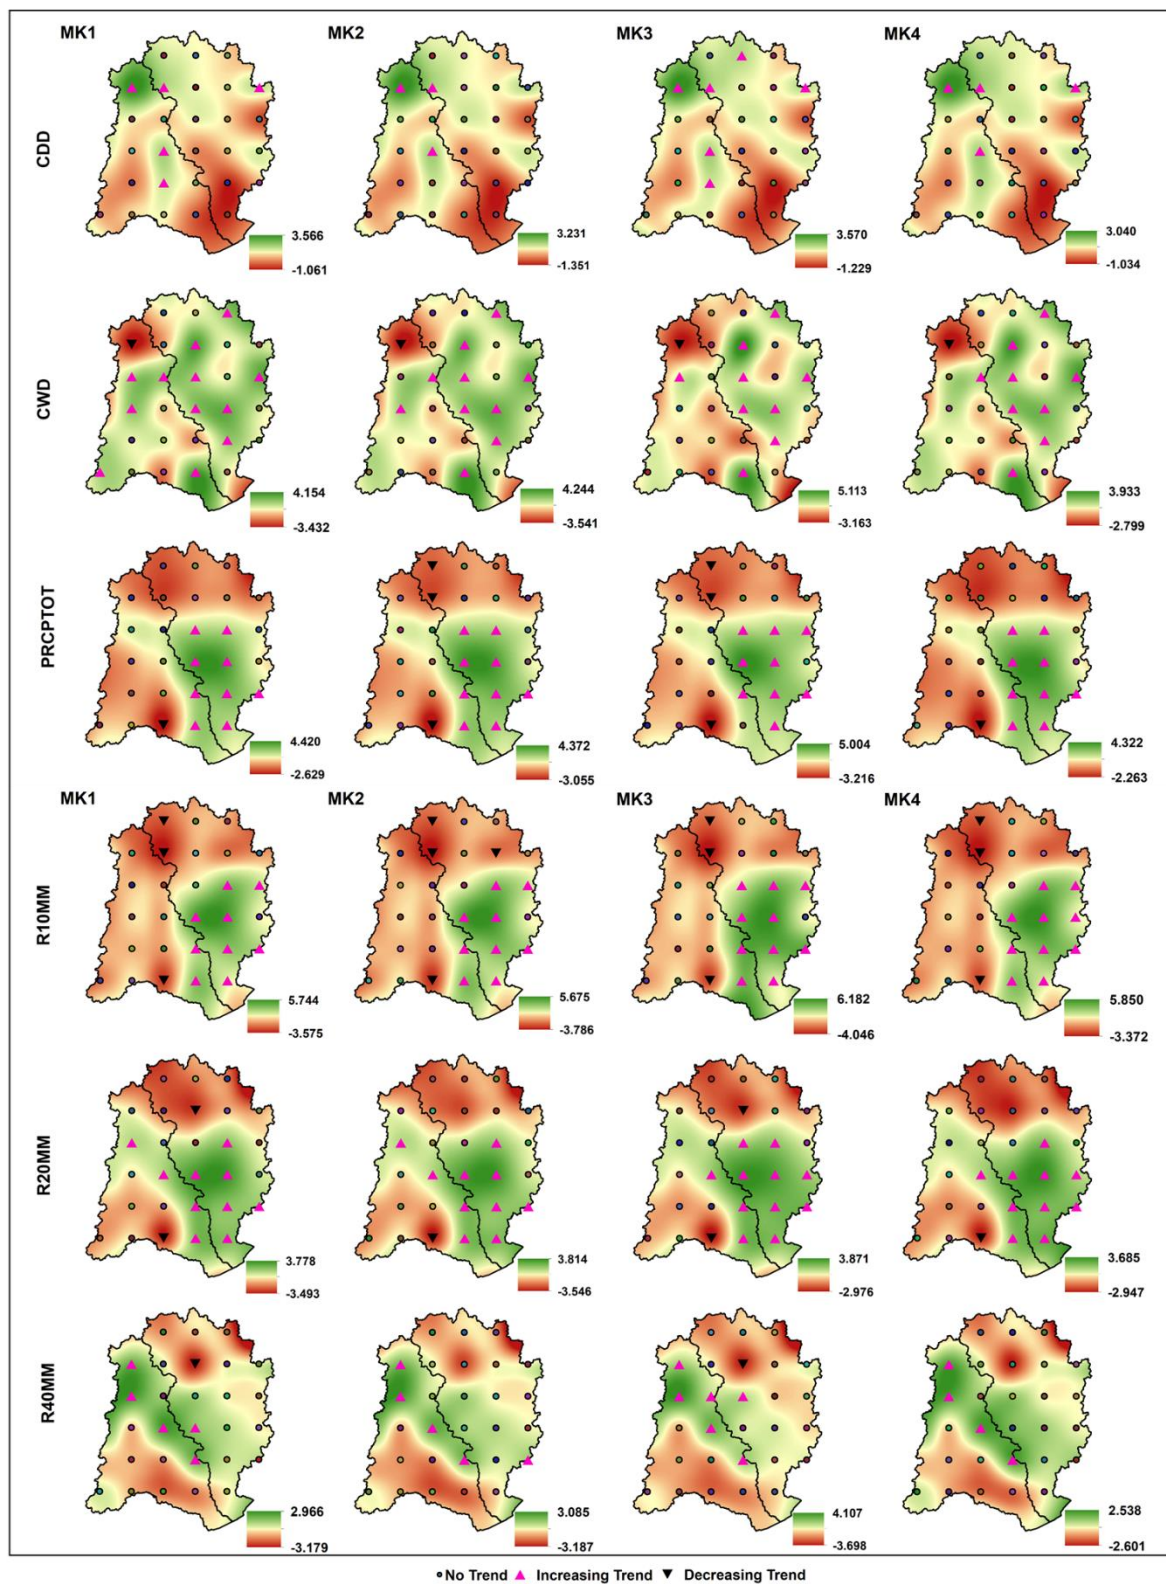 MK1 MK2 MK3 MK4
CDD
3.566 3.231 3.570 3.040
-1.061 -1.351 -1.229 -1.034
CWD
4.154 4.244 5.113 3.933
-3.432 -3.541 -3.163 -2.799
PRCPTOT
4.420 4.372 5.004 4.322
-2.629 -3.055 -3.216 -2.263
MK1 MK2 MK3 MK4
R10MM
5.744 5.675 6.182 5.850
-3.575 -3.786 -4.046 -3.372
R20MM
3.778 3.814 3.871 3.685
-3.493 -3.546 -2.976 -2.947
R40MM
2.966 3.085 4.107 2.538
-3.179 -3.187 -3.698 -2.601
No Trend Increasing Trend Decreasing Trend